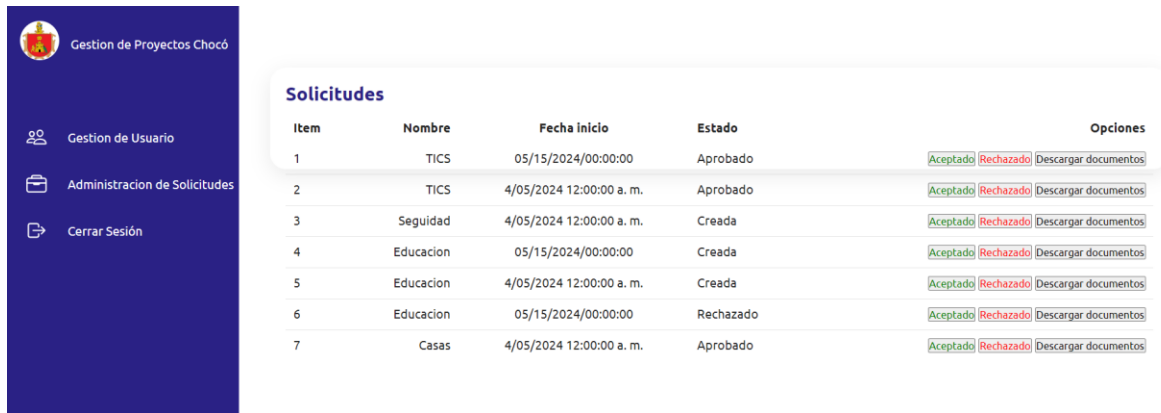 Gestion de Proyectos Chocó
Gestion de Usuario
Administracion de Solicitudes
Cerrar Sesión
Solicitudes
Item Nombre Fecha inicio Estado Opciones
1 TICS 05/15/2024/00:00:00 Aprobado Aceptado Rechazado Descargar documentos
2 TICS 4/05/2024 12:00:00 a. m. Aprobado Aceptado Rechazado Descargar documentos
3 Seguidad 4/05/2024 12:00:00 a. m. Creada Aceptado Rechazado Descargar documentos
4 Educacion 05/15/2024/00:00:00 Creada Aceptado Rechazado Descargar documentos
5 Educacion 4/05/2024 12:00:00 a. m. Creada Aceptado Rechazado Descargar documentos
6 Educacion 05/15/2024/00:00:00 Rechazado Aceptado Rechazado Descargar documentos
7 Casas 4/05/2024 12:00:00 a. m. Aprobado Aceptado Rechazado Descargar documentos